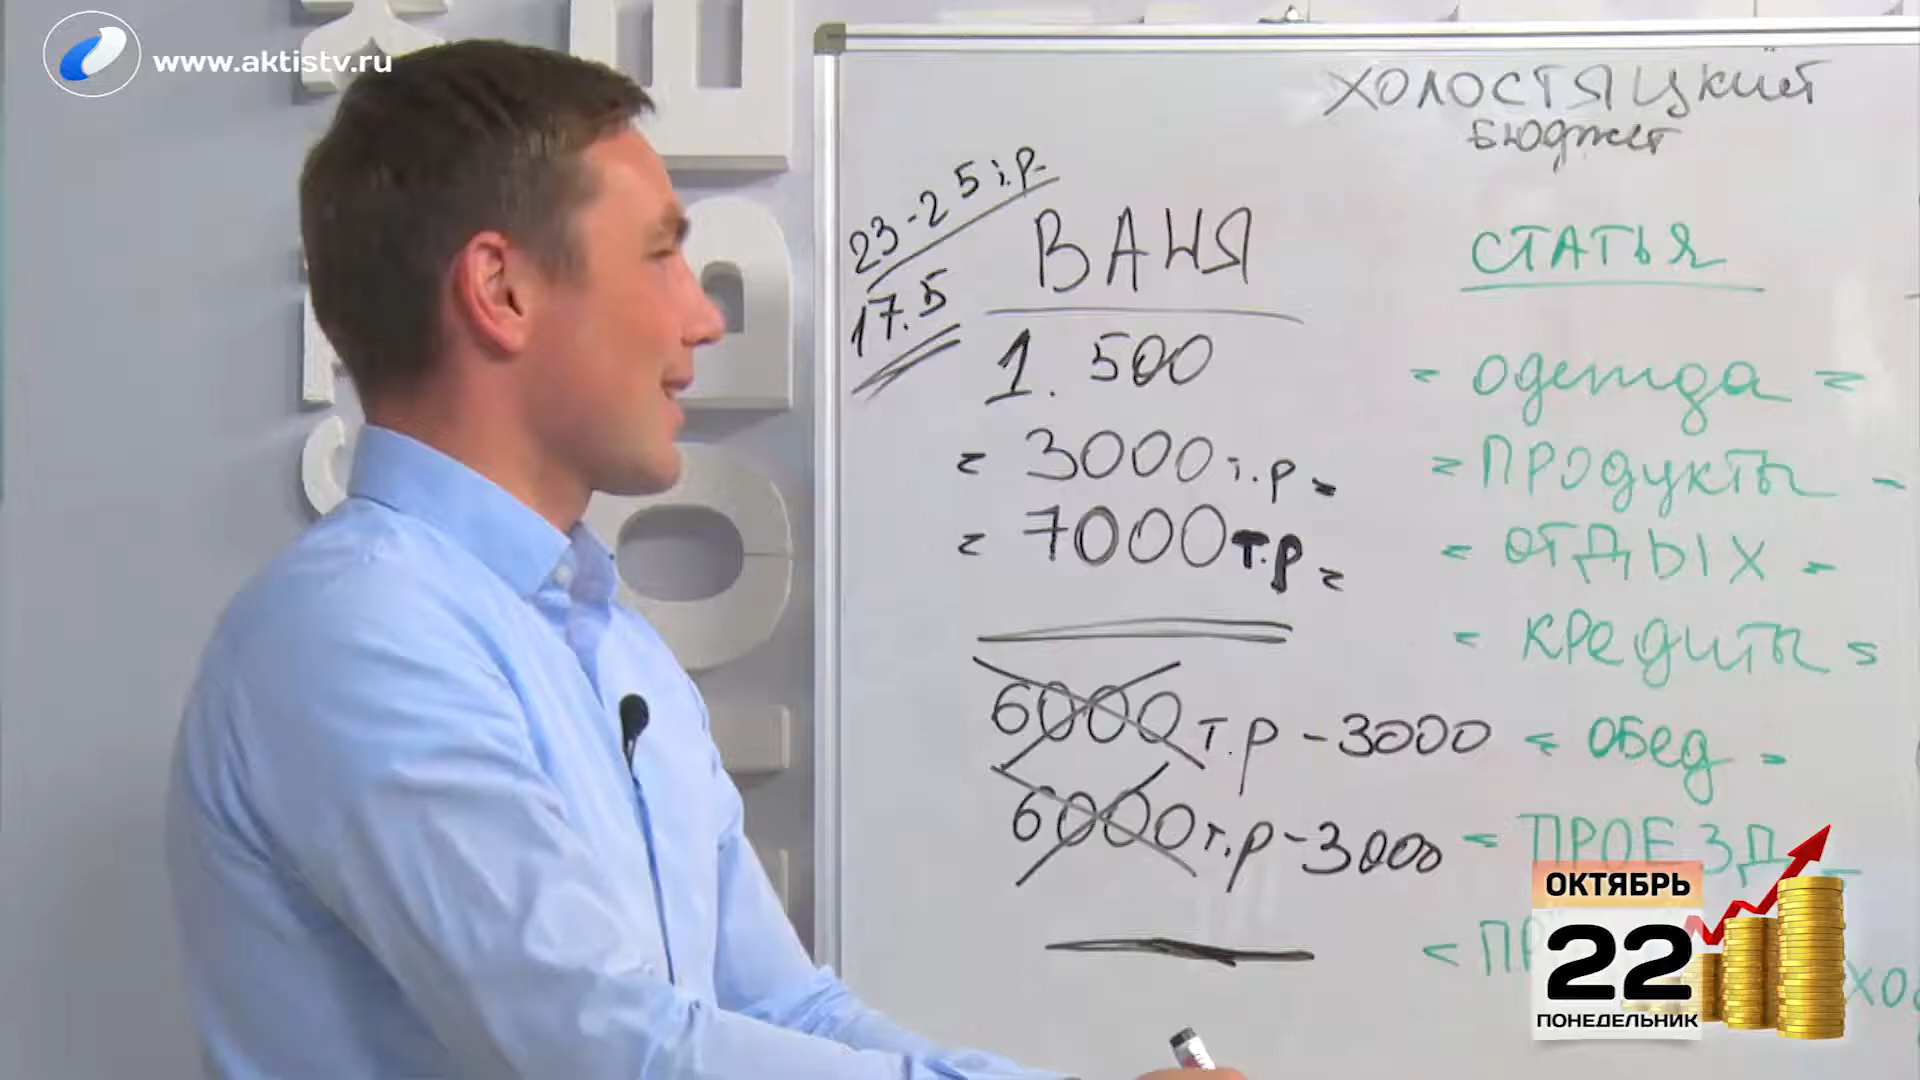 www.aktistv.ru
ХОЛОСТЯЦКИЙ
БЮДЖЕТ
23-25 т.р.
17.5
ВАНЯ
СТАТЬЯ
1. 500
= одежда =
= 3000 т.р =
= ПРОДУКТЫ -
= 7000 т.р =
= ОТДЫХ =
= КРЕДИТЫ =
6000 т.р - 3000 = ОБЕД =
6000 т.р - 3000 = ПРОЕЗД
ОКТЯБРЬ
22
ПОНЕДЕЛЬНИК